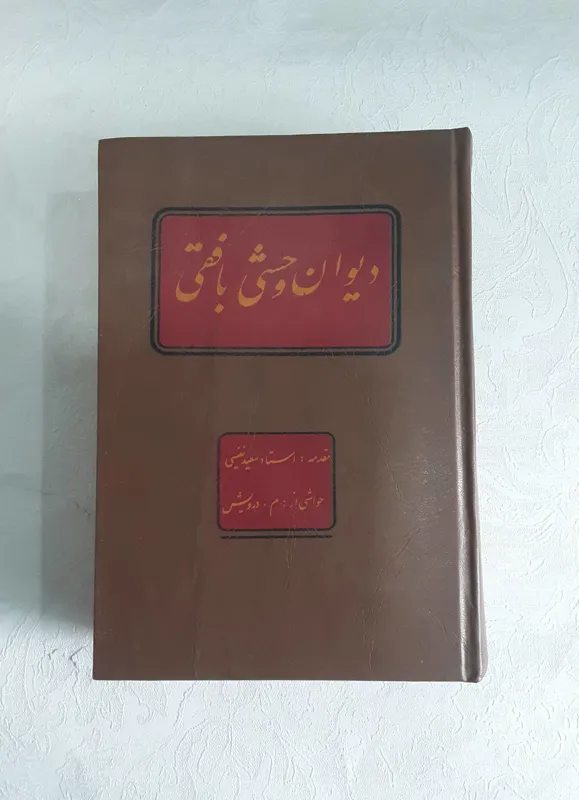 دیوان وحشی بافقی
مقدمه : استاد سعید نفیسی
حواشی از : م . درویش